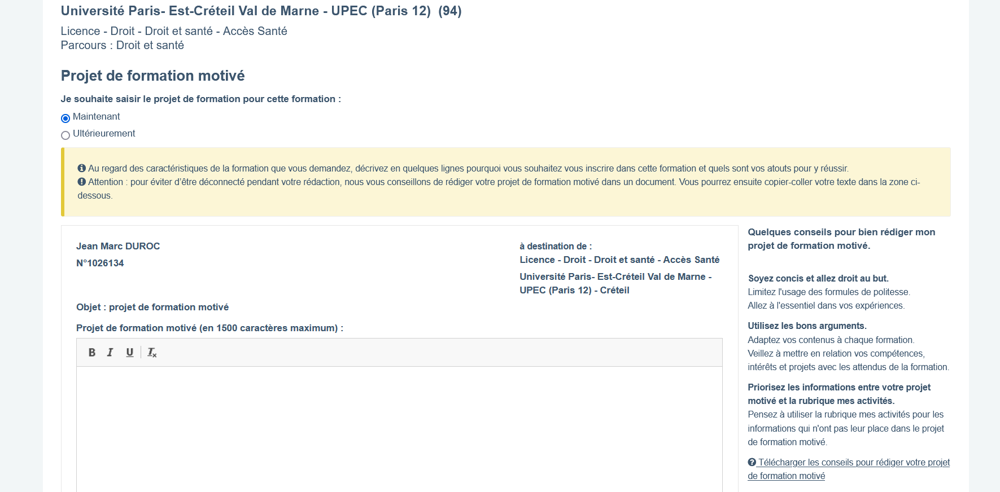 Université Paris- Est-Créteil Val de Marne - UPEC (Paris 12)  (94)
Licence - Droit - Droit et santé - Accès Santé
Parcours : Droit et santé
Projet de formation motivé
Je souhaite saisir le projet de formation pour cette formation :
Maintenant
Ultérieurement
Au regard des caractéristiques de la formation que vous demandez, décrivez en quelques lignes pourquoi vous souhaitez vous inscrire dans cette formation et quels sont vos atouts pour y réussir.
Attention : pour éviter d’être déconnecté pendant votre rédaction, nous vous conseillons de rédiger votre projet de formation motivé dans un document. Vous pourrez ensuite copier-coller votre texte dans la zone ci-
dessous.
Jean Marc DUROC
N°1026134
à destination de :
Licence - Droit - Droit et santé - Accès Santé
Université Paris- Est-Créteil Val de Marne -
UPEC (Paris 12) - Créteil
Objet : projet de formation motivé
Projet de formation motivé (en 1500 caractères maximum) :
B I U Tx
Quelques conseils pour bien rédiger mon
projet de formation motivé.
Soyez concis et allez droit au but.
Limitez l'usage des formules de politesse.
Allez à l'essentiel dans vos expériences.
Utilisez les bons arguments.
Adaptez vos contenus à chaque formation.
Veillez à mettre en relation vos compétences,
intérêts et projets avec les attendus de la formation.
Priorisez les informations entre votre projet
motivé et la rubrique mes activités.
Pensez à utiliser la rubrique mes activités pour les
informations qui n'ont pas leur place dans le projet
de formation motivé.
Télécharger les conseils pour rédiger votre projet
de formation motivé